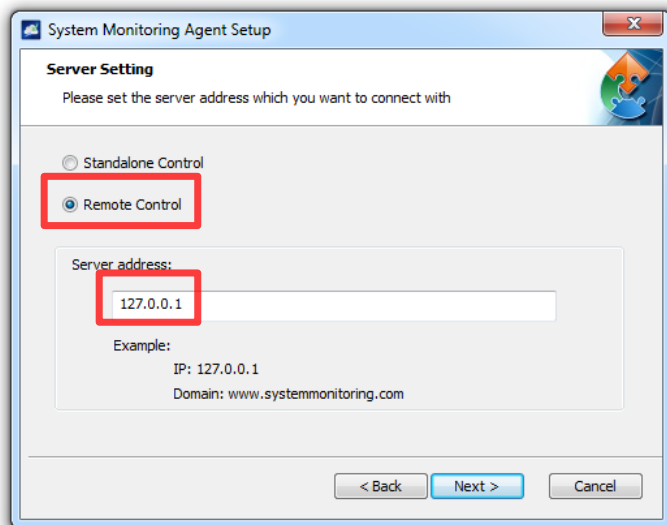 System Monitoring Agent Setup
Server Setting
Please set the server address which you want to connect with
Standalone Control
Remote Control
Server address:
127.0.0.1
Example:
IP: 127.0.0.1
Domain: www.systemmonitoring.com
< Back Next > Cancel